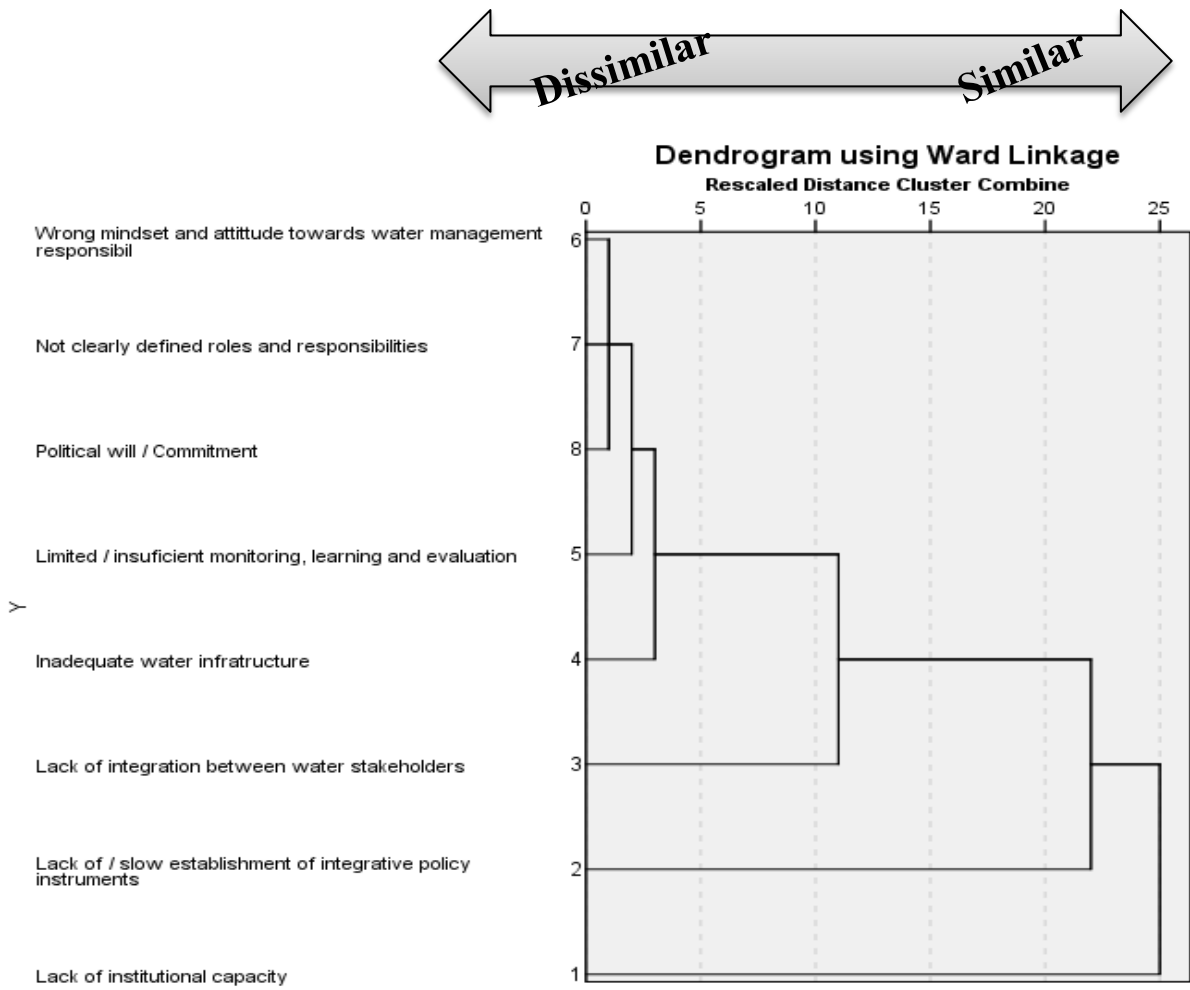 Dissimilar Similar
Dendrogram using Ward Linkage
Rescaled Distance Cluster Combine
0 5 10 15 20 25
Wrong mindset and attittude towards water management
responsibil
6
Not clearly defined roles and responsibilities 7
Political will / Commitment 8
Limited / insuficient monitoring, learning and evaluation 5
Y
Inadequate water infratructure 4
Lack of integration between water stakeholders 3
Lack of / slow establishment of integrative policy
instruments
2
Lack of institutional capacity 1